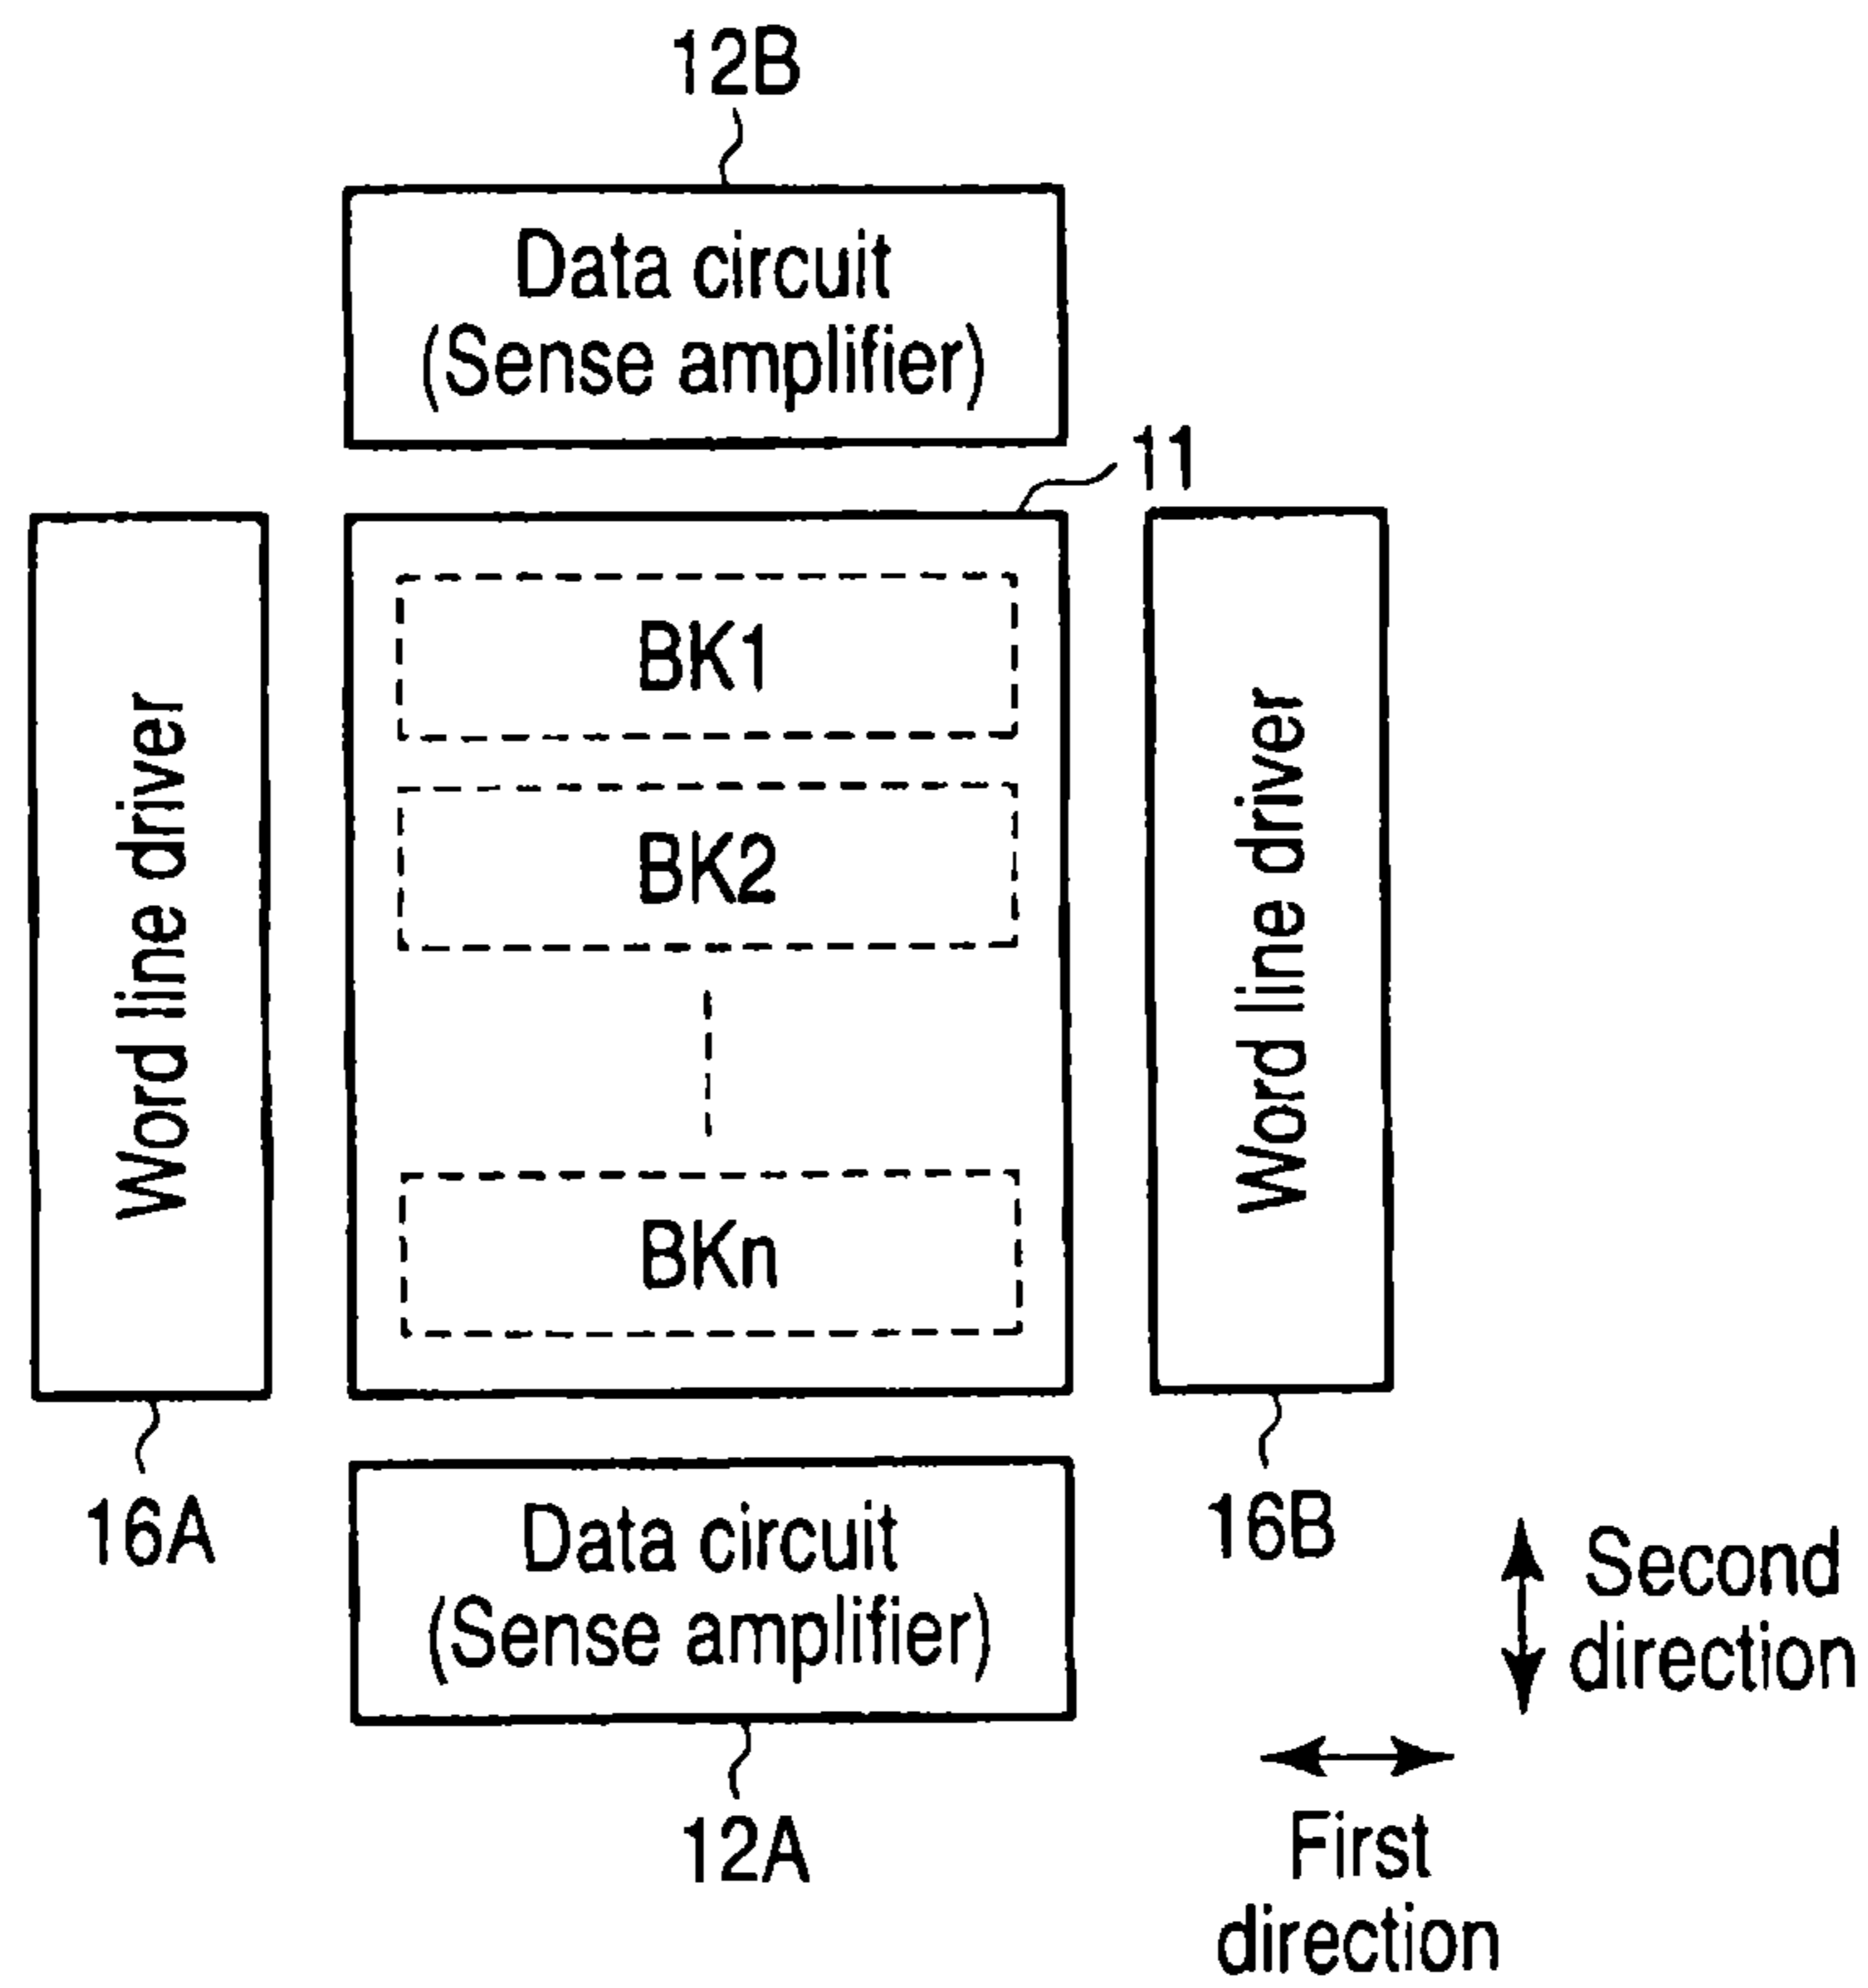 12B
Data circuit
(Sense amplifier)
11
BK1
BK2
BKn
Word line driver
Word line driver
16A
16B
Data circuit
(Sense amplifier)
12A
Second
direction
First
direction